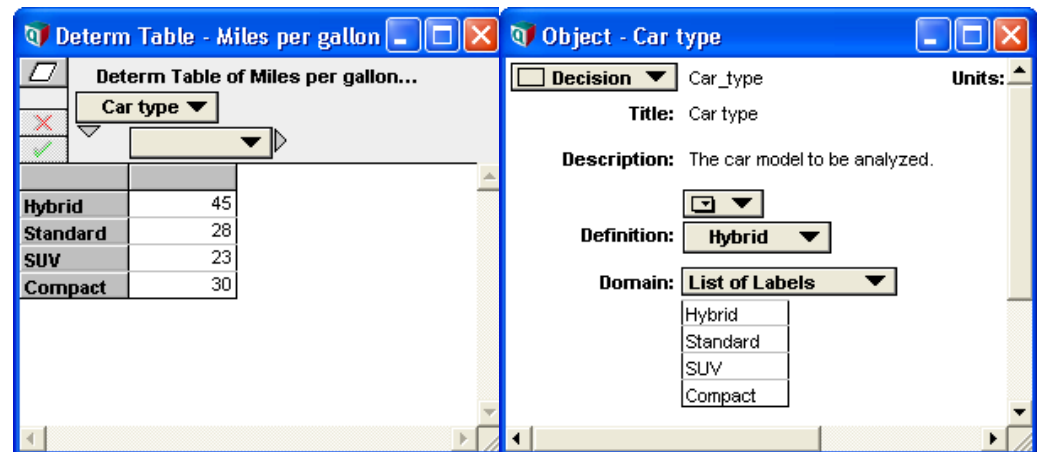 Determ Table - Miles per gallon
Determ Table of Miles per gallon...
Car type
Hybrid 45
Standard 28
SUV 23
Compact 30
Object - Car type
Decision Car_type Units:
Title: Car type
Description: The car model to be analyzed.
Definition: Hybrid
Domain: List of Labels
Hybrid
Standard
SUV
Compact